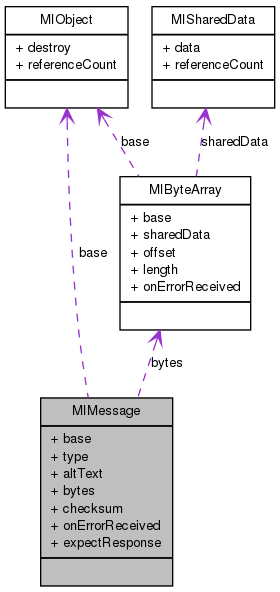 MIObject
+ destroy
+ referenceCount
MISharedData
+ data
+ referenceCount
base
sharedData
MIByteArray
+ base
+ sharedData
+ offset
+ length
+ onErrorReceived
base
bytes
MIMessage
+ base
+ type
+ altText
+ bytes
+ checksum
+ onErrorReceived
+ expectResponse